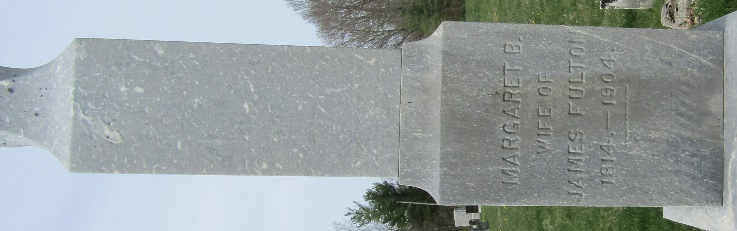 MARGARET B.
WIFE OF
JAMES FULTON
1814.—1904.